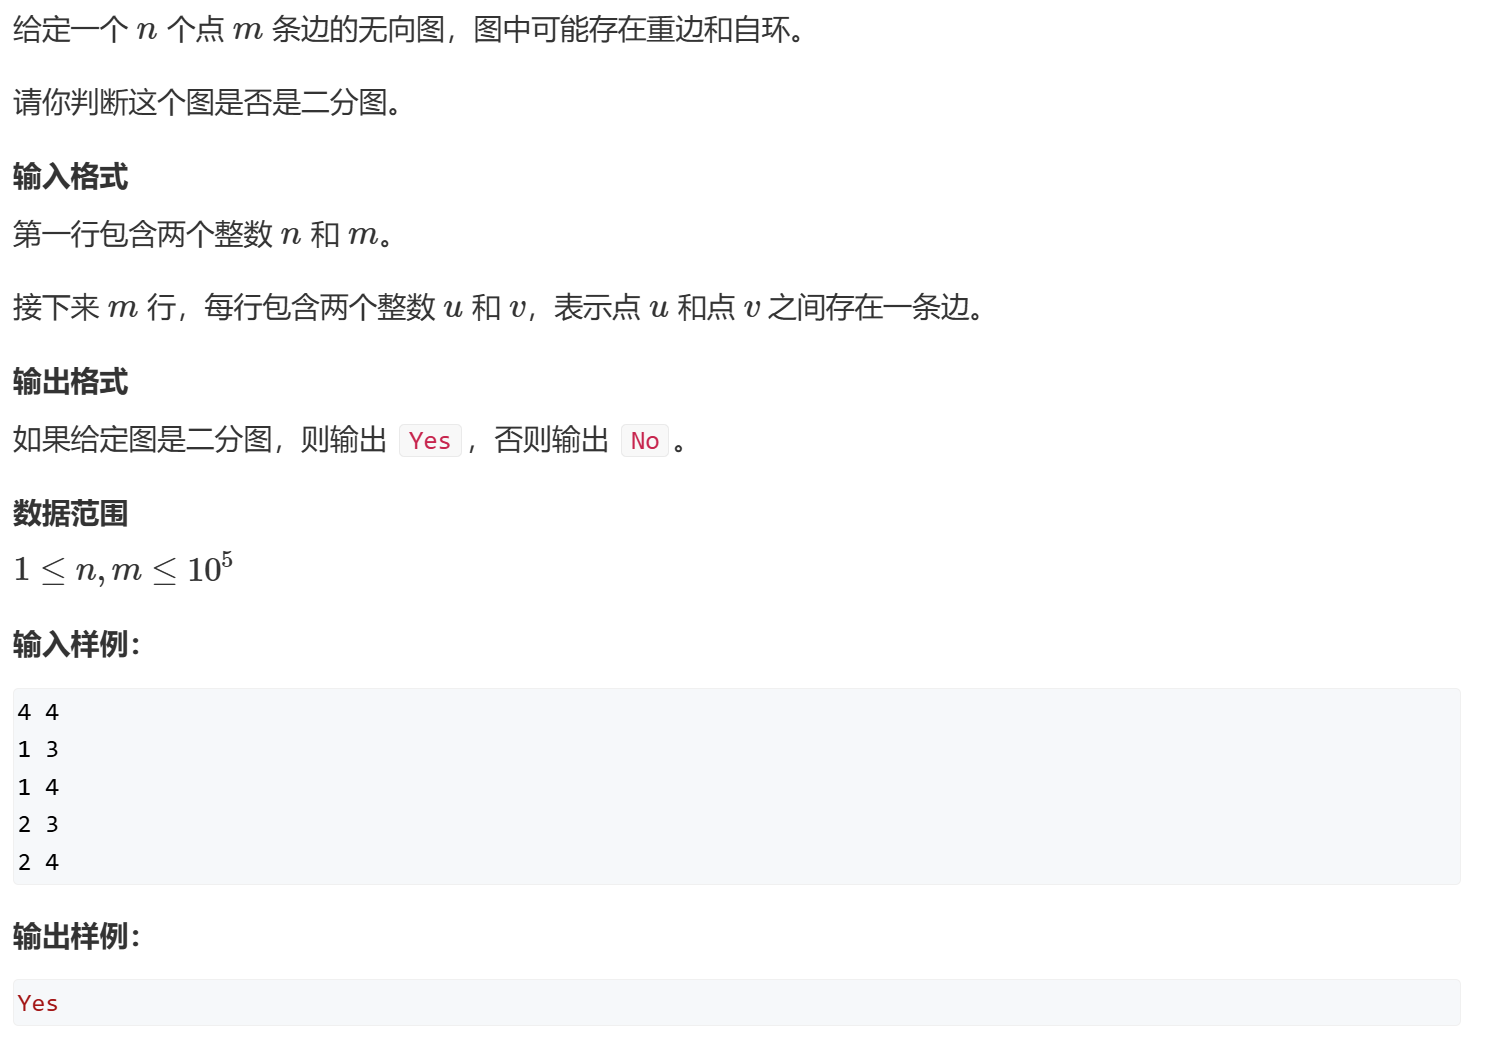 给定一个 n 个点 m 条边的无向图，图中可能存在重边和自环。
请你判断这个图是否是二分图。
输入格式
第一行包含两个整数 n 和 m。
接下来 m 行，每行包含两个整数 u 和 v，表示点 u 和点 v 之间存在一条边。
输出格式
如果给定图是二分图，则输出 Yes，否则输出 No。
数据范围
1 ≤ n, m ≤ 10⁵
输入样例：
4 4
1 3
1 4
2 3
2 4
输出样例：
Yes